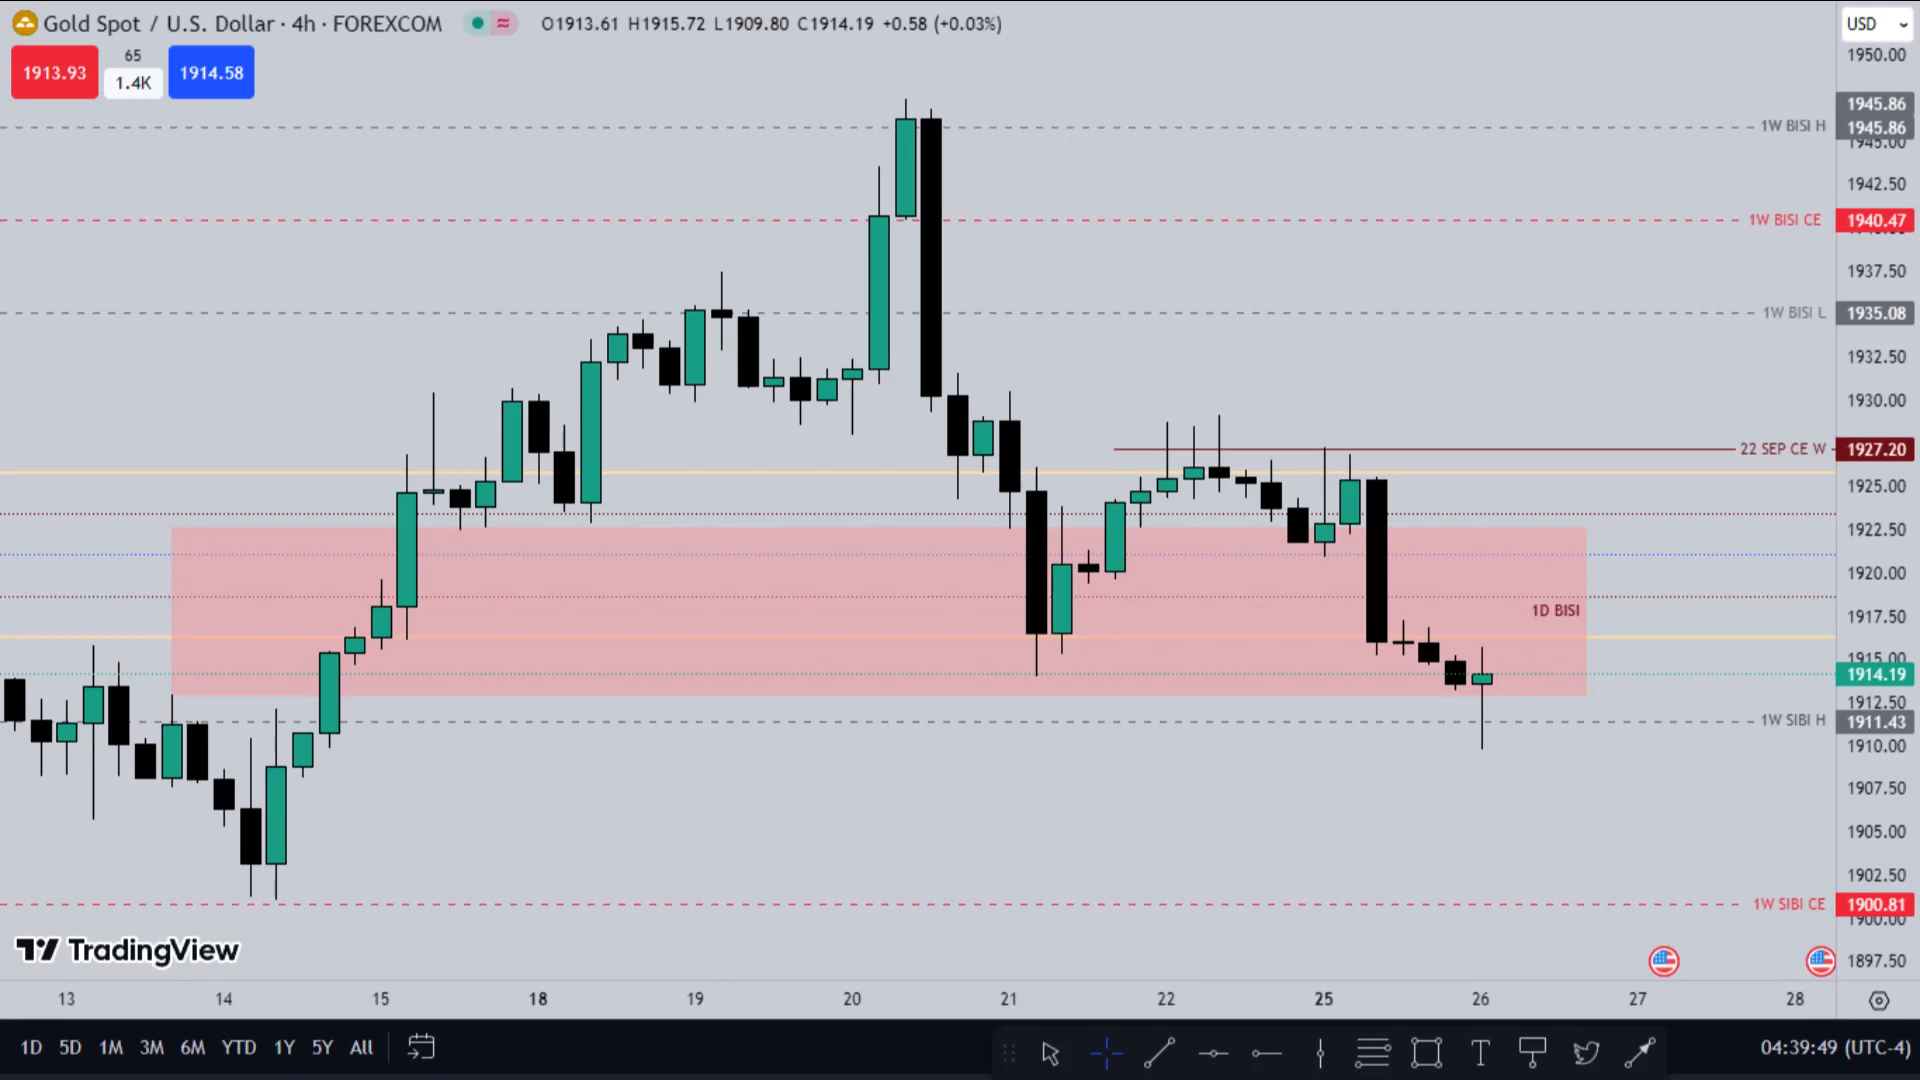 Gold Spot / U.S. Dollar · 4h · FOREXCOM O1913.61 H1915.72 L1909.80 C1914.19 +0.58 (+0.03%)
USD
1913.93
65
1.4K
1914.58
1950.00
1945.86
1W BISI H 1945.86
1945.00
1942.50
1W BISI CE 1940.47
1937.50
1W BISI L 1935.08
1932.50
1930.00
22 SEP CE W 1927.20
1925.00
1922.50
1920.00
1D BISI
1917.50
1915.00
1914.19
1912.50
1W SIBI H 1911.43
1910.00
1907.50
1905.00
1902.50
1W SIBI CE 1900.81
1900.00
TradingView
1897.50
13 14 15 18 19 20 21 22 25 26 27 28
1D 5D 1M 3M 6M YTD 1Y 5Y All
04:39:49 (UTC-4)